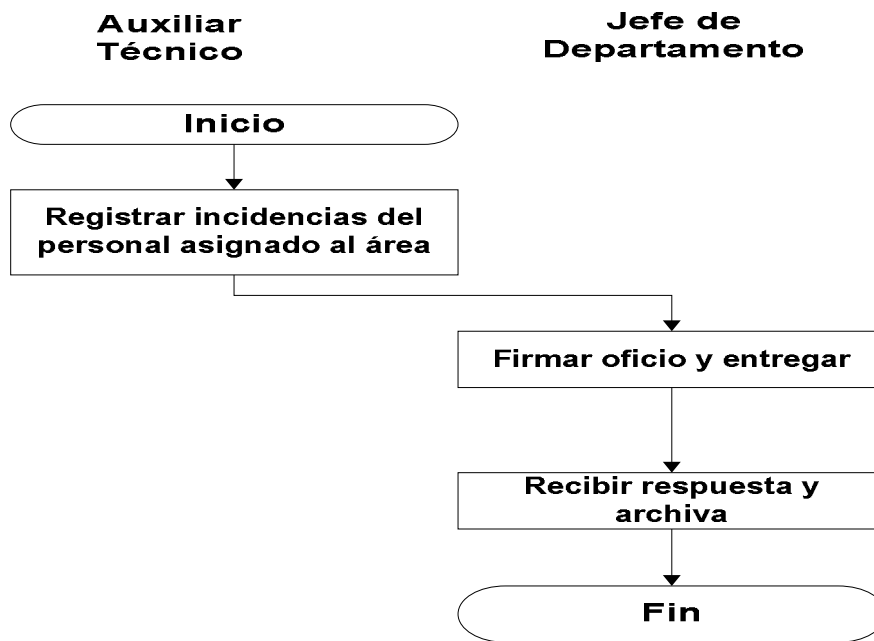 Auxiliar
Técnico
Jefe de
Departamento
Inicio
Registrar incidencias del
personal asignado al área
Firmar oficio y entregar
Recibir respuesta y
archiva
Fin